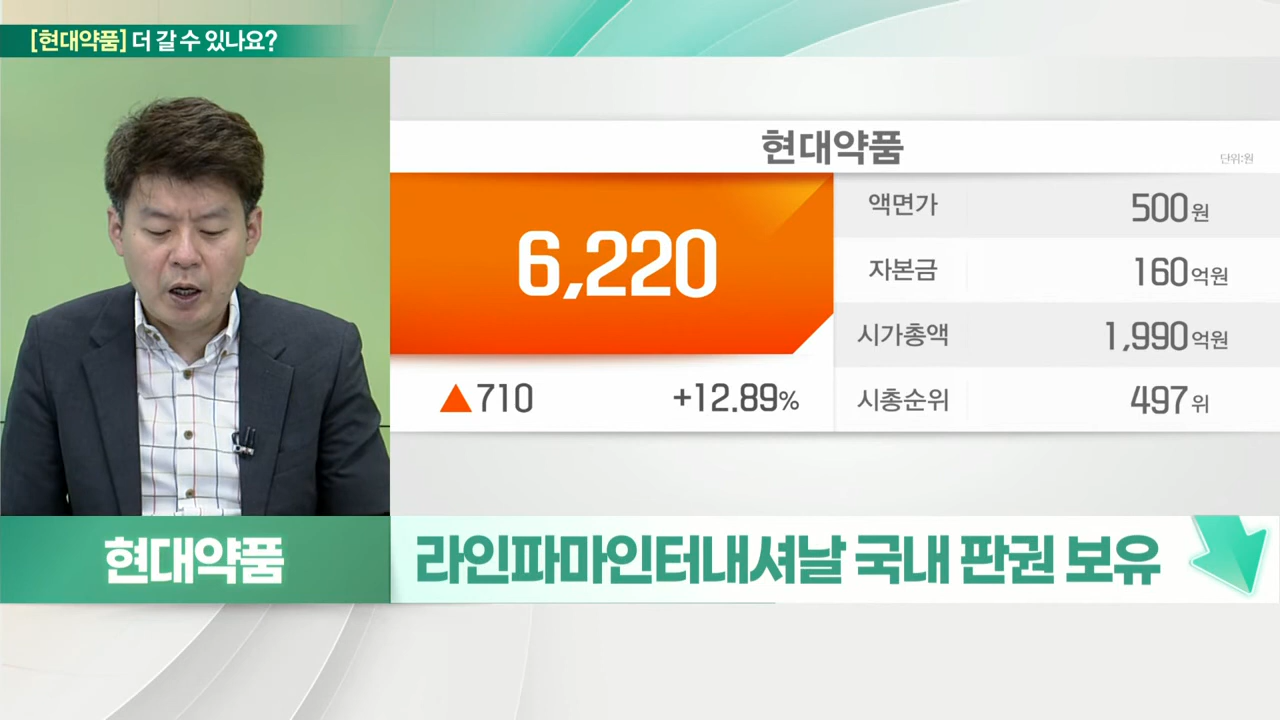 [현대약품] 더 갈 수 있나요?
현대약품
단위:원
6,220
▲710 +12.89%
액면가 500원
자본금 160억원
시가총액 1,990억원
시총순위 497위
현대약품
라인파마인터내셔날 국내 판권 보유